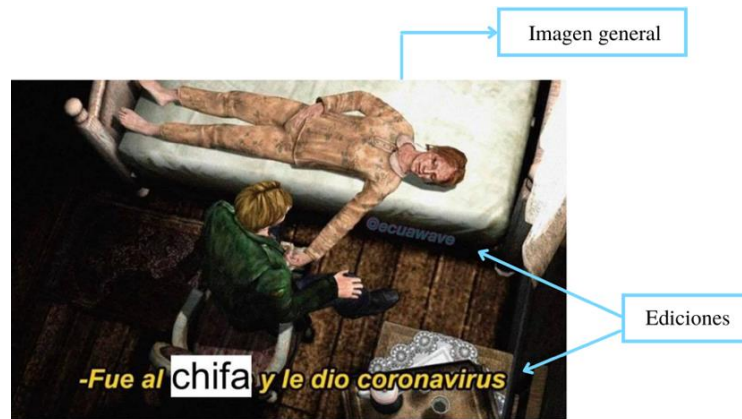 Imagen general
@ecuawave
Ediciones
-Fue al chifa y le dio coronavirus